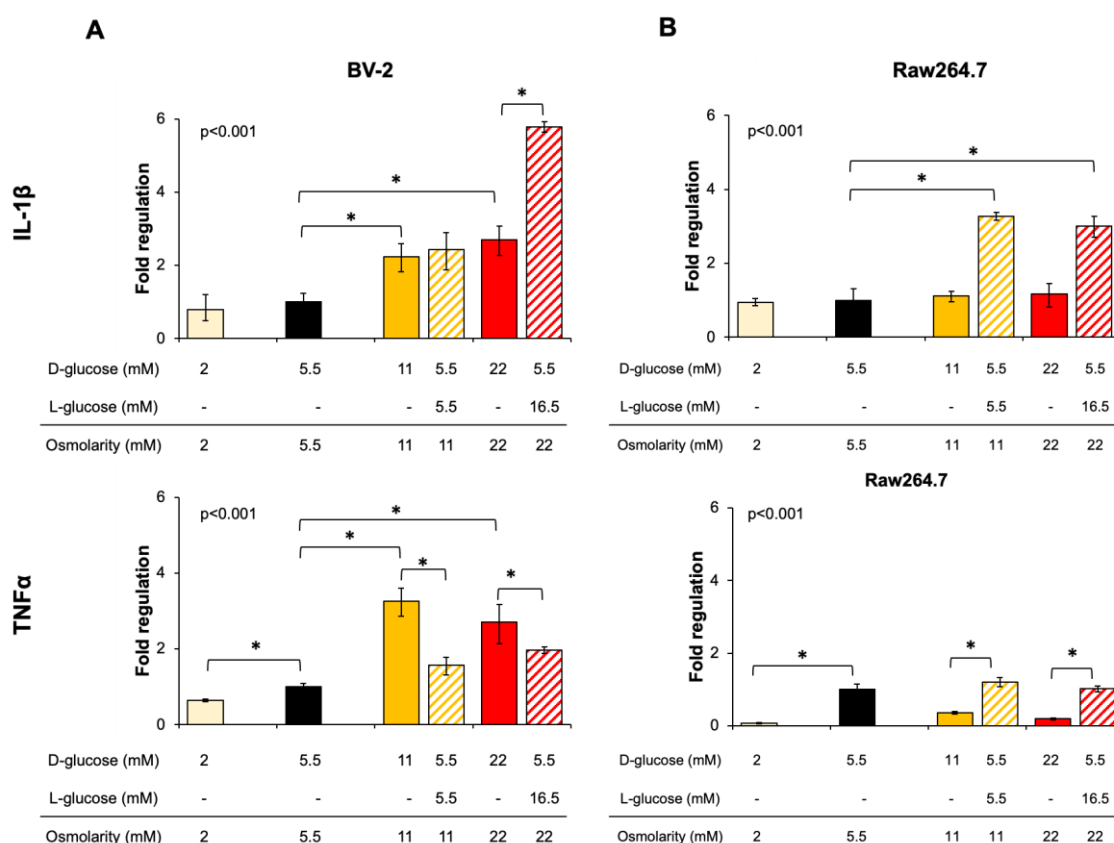 A
BV-2
IL-1β
Fold regulation
6
4
2
0
p<0.001
*
*
*
D-glucose (mM) 2 5.5 11 5.5 22 5.5
L-glucose (mM) - - - 5.5 - 16.5
Osmolarity (mM) 2 5.5 11 11 22 22
TNFα
Fold regulation
6
4
2
0
p<0.001
*
*
*
*
*
D-glucose (mM) 2 5.5 11 5.5 22 5.5
L-glucose (mM) - - - 5.5 - 16.5
Osmolarity (mM) 2 5.5 11 11 22 22
B
Raw264.7
Fold regulation
6
4
2
0
p<0.001
*
*
D-glucose (mM) 2 5.5 11 5.5 22 5.5
L-glucose (mM) - - - 5.5 - 16.5
Osmolarity (mM) 2 5.5 11 11 22 22
Raw264.7
Fold regulation
6
4
2
0
p<0.001
*
*
*
D-glucose (mM) 2 5.5 11 5.5 22 5.5
L-glucose (mM) - - - 5.5 - 16.5
Osmolarity (mM) 2 5.5 11 11 22 22